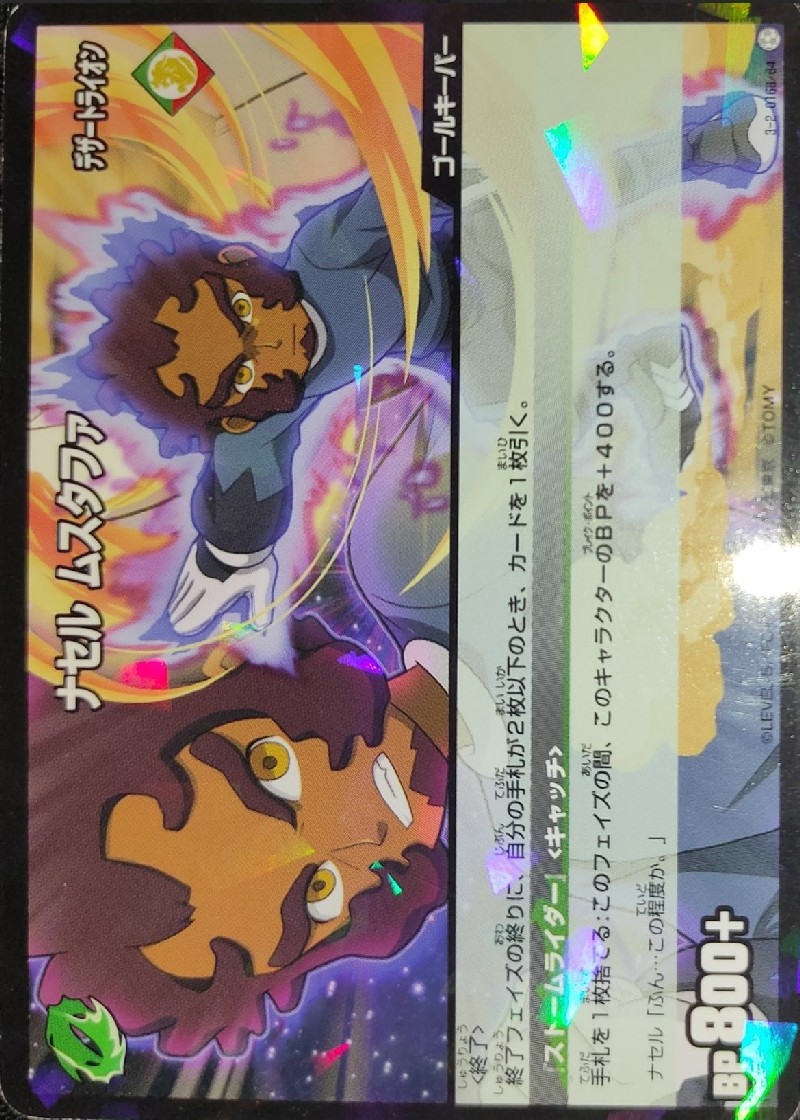 デザートライオン
ナセル ムスタファ
ゴールキーパー
<終了>
終了フェイズの終りに、自分の手札が2枚以下のとき、カードを1枚引く。
「ストームライダー」<キャッチ>
手札を1枚捨てる:このフェイズの間、このキャラクターのBPを+400する。
ナセル「ふん…この程度か。」
BP 800+
©LEVEL 5 ©TOMY